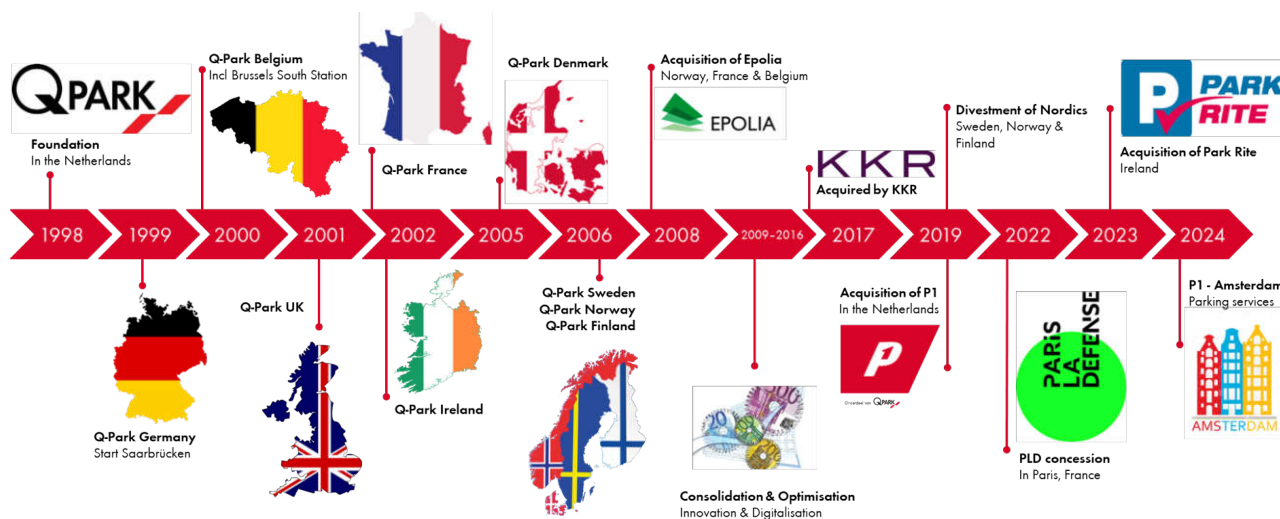 QPARK
Foundation
In the Netherlands
Q-Park Belgium
Incl Brussels South Station
Q-Park France
Q-Park Denmark
Acquisition of Epolia
Norway, France & Belgium
EPOLIA
KKR
Acquired by KKR
Divestment of Nordics
Sweden, Norway &
Finland
P PARK
RITE
Acquisition of Park Rite
Ireland
1998
1999
2000
2001
2002
2005
2006
2008
2009-2016
2017
2019
2022
2023
2024
Q-Park Germany
Start Saarbrücken
Q-Park UK
Q-Park Ireland
Q-Park Sweden
Q-Park Norway
Q-Park Finland
20
100
200
Consolidation & Optimisation
Innovation & Digitalisation
Acquisition of P1
In the Netherlands
P1
QPARK
PARIS
LA
DEFENSE
PLD concession
In Paris, France
P1 - Amsterdam
Parking services
AMSTERDAM